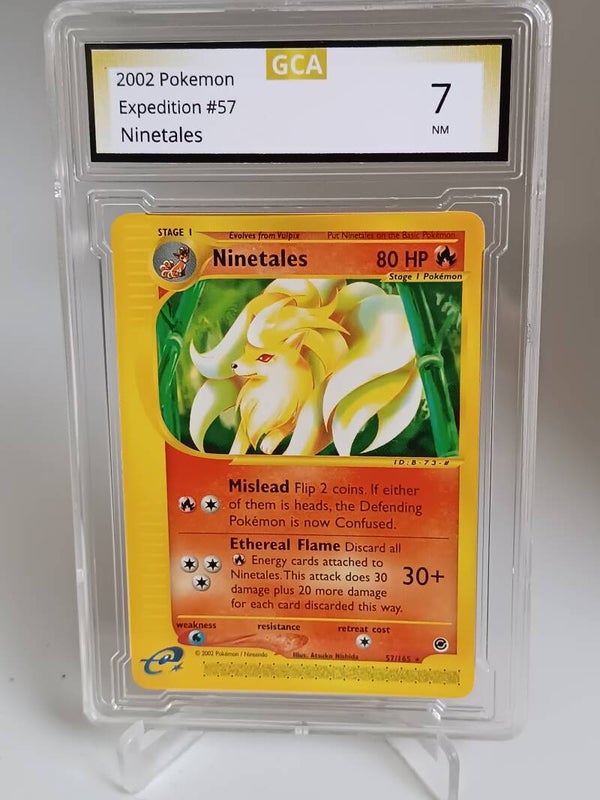 GCA
2002 Pokemon
Expedition #57
Ninetales
7
NM
STAGE 1
Evolves from Vulpix
Put Ninetales on the Basic Pokémon.
Ninetales
80 HP
Stage 1 Pokémon
ID:B-73-#
Mislead Flip 2 coins. If either
of them is heads, the Defending
Pokémon is now Confused.
Ethereal Flame Discard all
Energy cards attached to
Ninetales. This attack does 30
damage plus 20 more damage
for each card discarded this way.
30+
weakness
resistance
retreat cost
© 2002 Pokémon / Nintendo
Illus. Atsuko Nishida
57/165
e